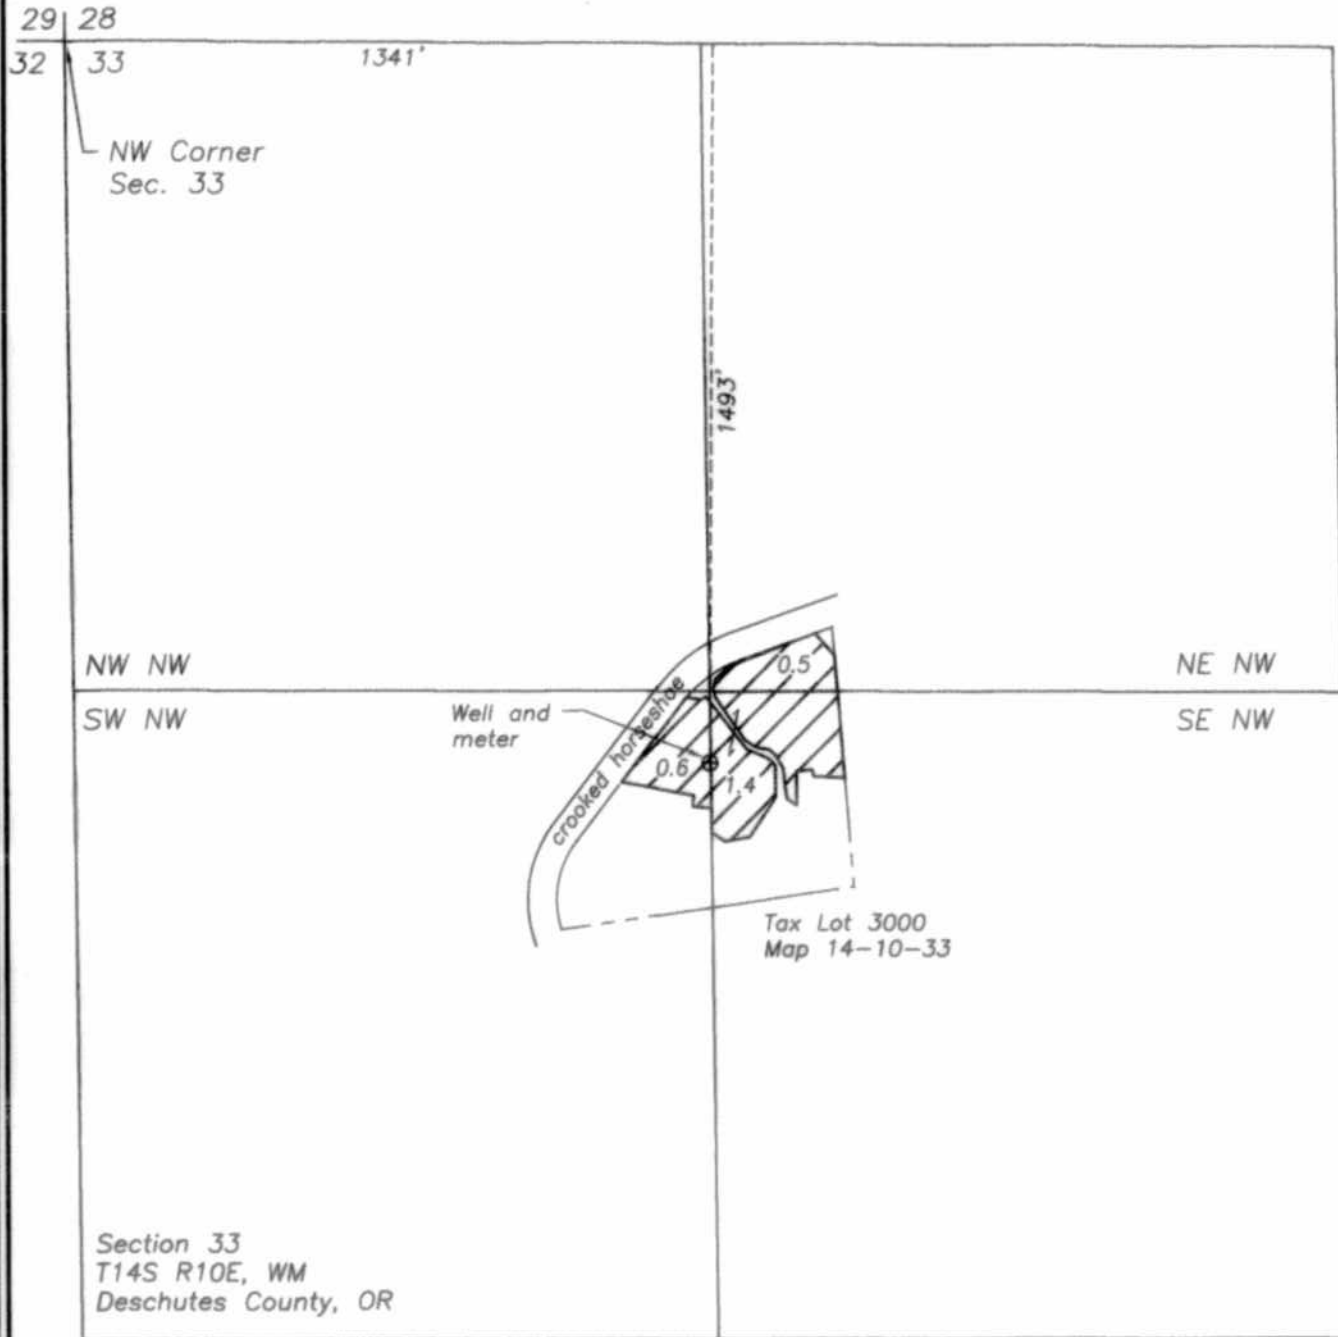 29 28
32 33
1341'
NW Corner
Sec. 33
1493'
NW NW
NE NW
SW NW
SE NW
Well and
meter
crooked horseshoe
0.5
0.6
1.4
Tax Lot 3000
Map 14-10-33
Section 33
T14S R10E, WM
Deschutes County, OR